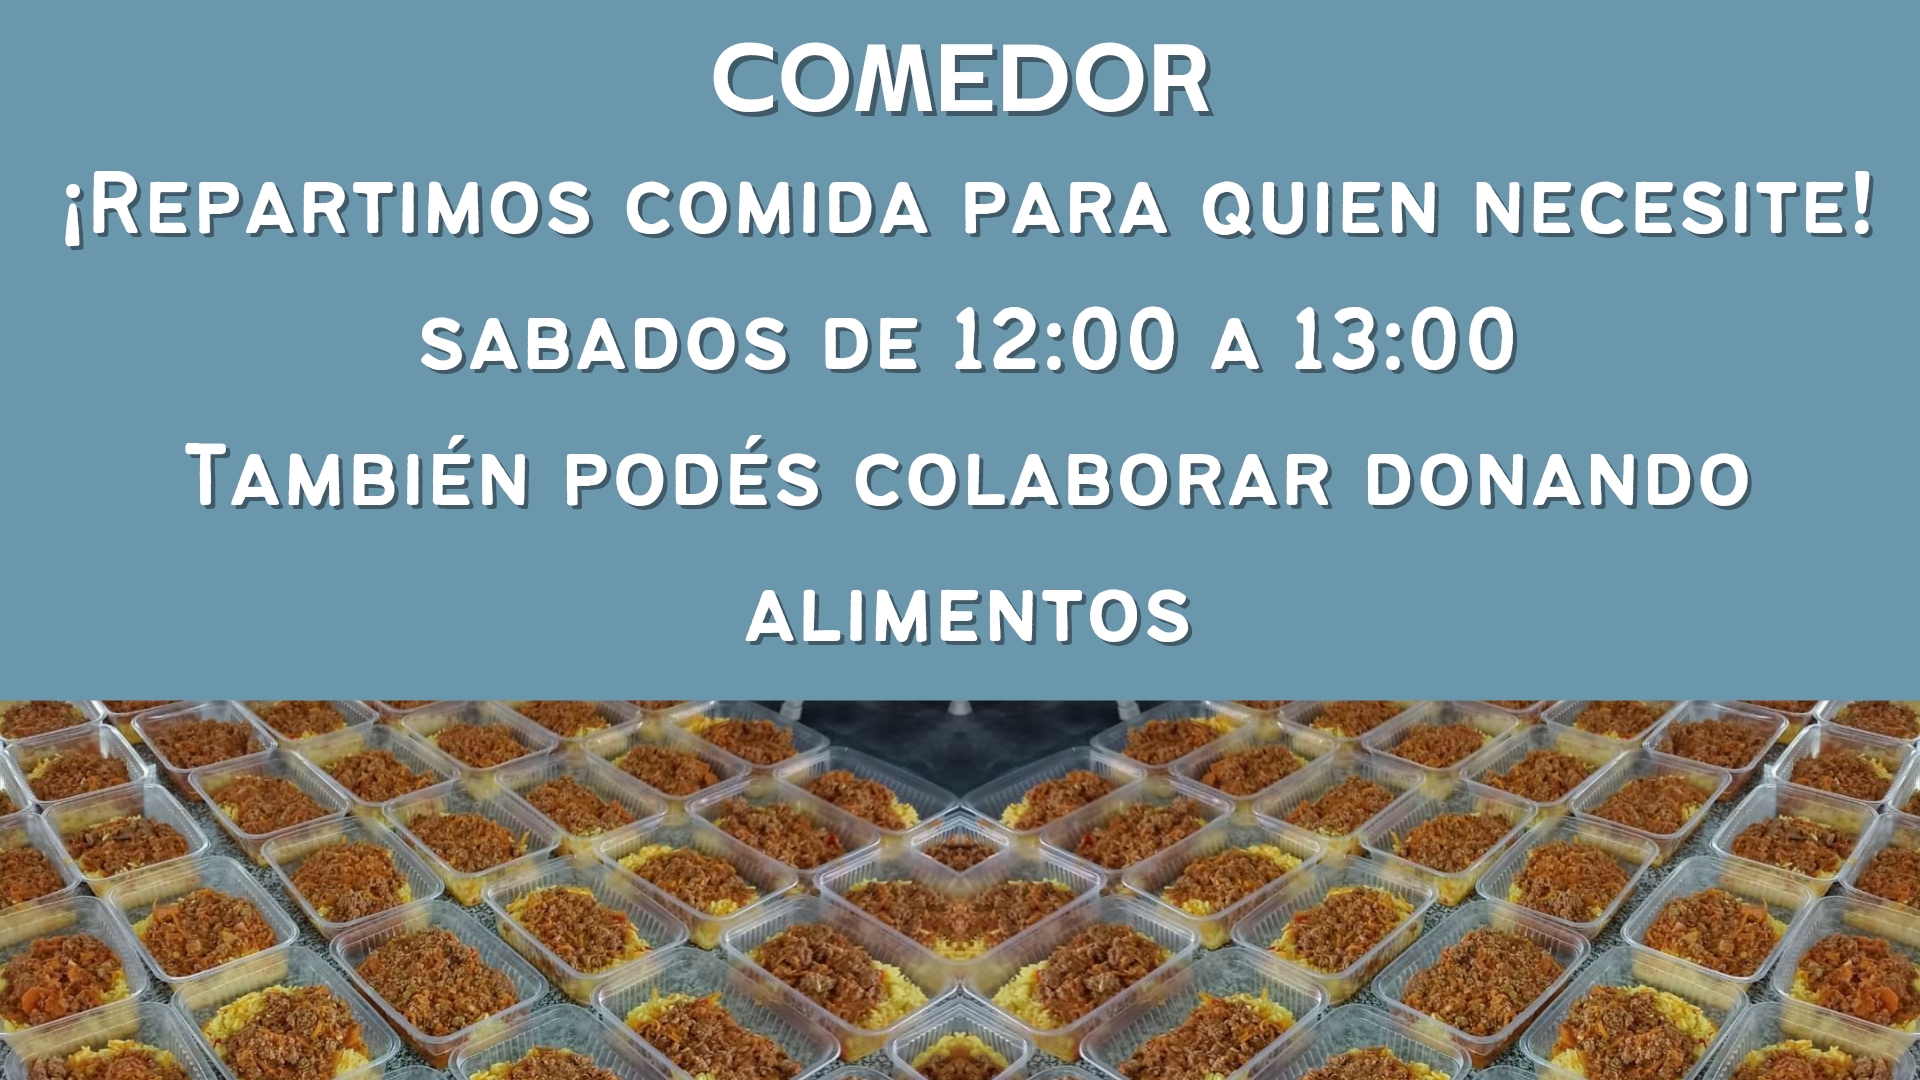 COMEDOR
¡Repartimos comida para quien necesite!
sabados de 12:00 a 13:00
También podés colaborar donando
alimentos